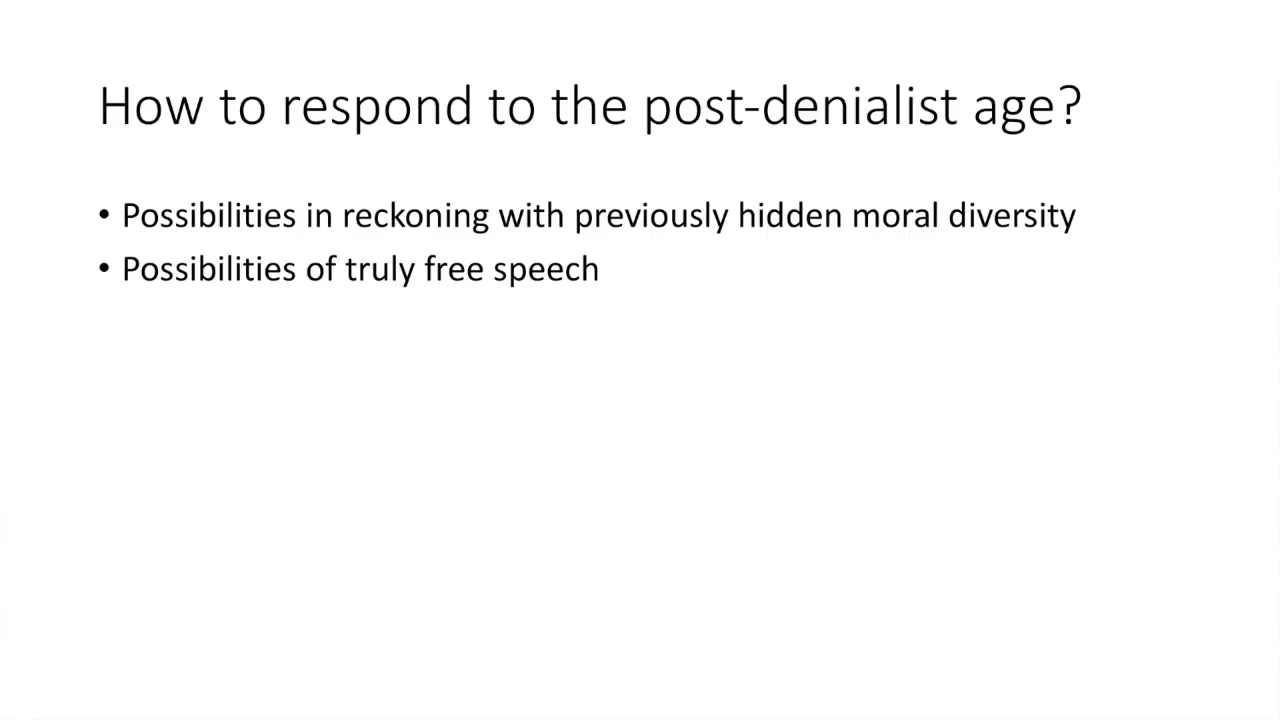 How to respond to the post-denialist age?
• Possibilities in reckoning with previously hidden moral diversity
• Possibilities of truly free speech